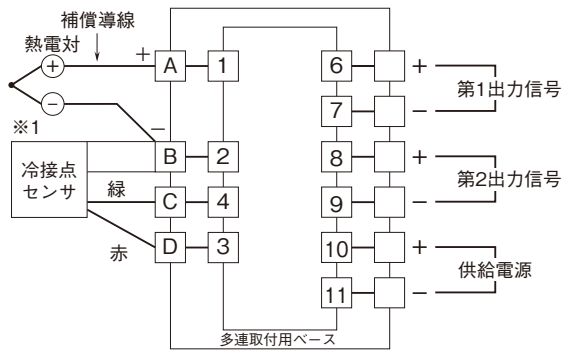 補償導線
熱電対
+
+
−
−
※1
冷接点
センサ
緑
赤
A
B
C
D
1
2
4
3
6
7
8
9
10
11
+
第1出力信号
−
+
第2出力信号
−
+
供給電源
−
多連取付用ベース